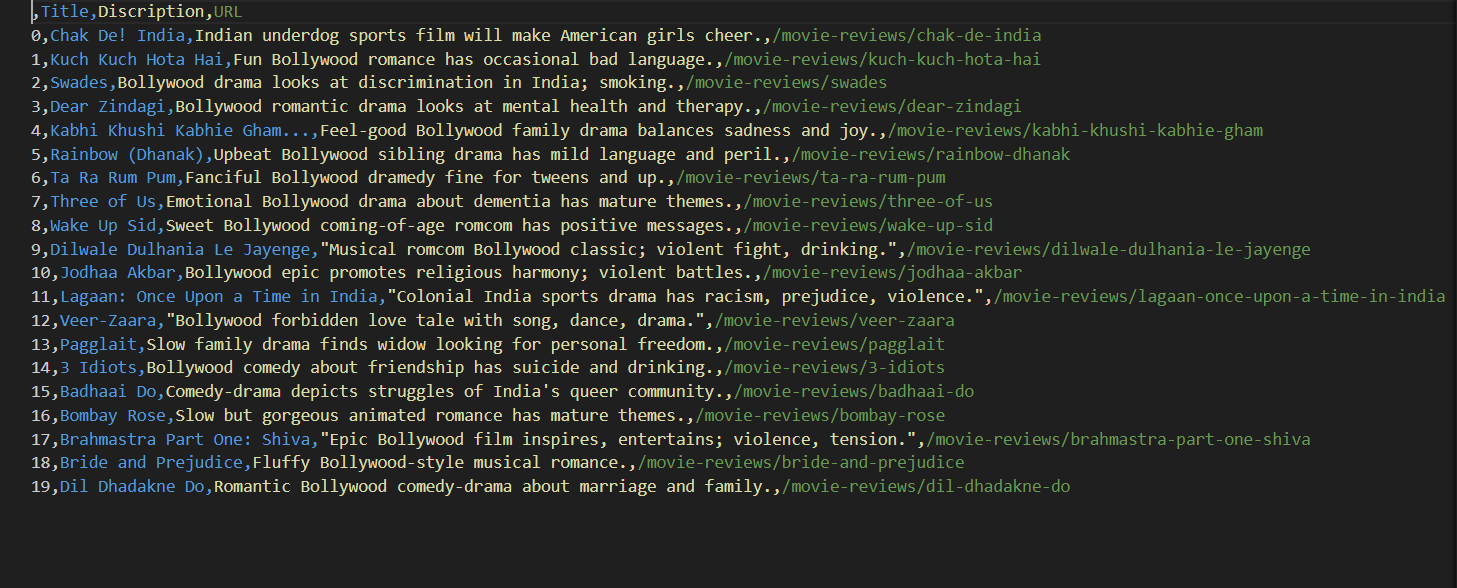 ,Title,Discription,URL
0,Chak De! India,Indian underdog sports film will make American girls cheer.,/movie-reviews/chak-de-india
1,Kuch Kuch Hota Hai,Fun Bollywood romance has occasional bad language.,/movie-reviews/kuch-kuch-hota-hai
2,Swades,Bollywood drama looks at discrimination in India; smoking.,/movie-reviews/swades
3,Dear Zindagi,Bollywood romantic drama looks at mental health and therapy.,/movie-reviews/dear-zindagi
4,Kabhi Khushi Kabhie Gham...,Feel-good Bollywood family drama balances sadness and joy.,/movie-reviews/kabhi-khushi-kabhie-gham
5,Rainbow (Dhanak),Upbeat Bollywood sibling drama has mild language and peril.,/movie-reviews/rainbow-dhanak
6,Ta Ra Rum Pum,Fanciful Bollywood dramedy fine for tweens and up.,/movie-reviews/ta-ra-rum-pum
7,Three of Us,Emotional Bollywood drama about dementia has mature themes.,/movie-reviews/three-of-us
8,Wake Up Sid,Sweet Bollywood coming-of-age romcom has positive messages.,/movie-reviews/wake-up-sid
9,Dilwale Dulhania Le Jayenge,"Musical romcom Bollywood classic; violent fight, drinking.",/movie-reviews/dilwale-dulhania-le-jayenge
10,Jodhaa Akbar,Bollywood epic promotes religious harmony; violent battles.,/movie-reviews/jodhaa-akbar
11,Lagaan: Once Upon a Time in India,"Colonial India sports drama has racism, prejudice, violence.",/movie-reviews/lagaan-once-upon-a-time-in-india
12,Veer-Zaara,"Bollywood forbidden love tale with song, dance, drama.",/movie-reviews/veer-zaara
13,Pagglait,Slow family drama finds widow looking for personal freedom.,/movie-reviews/pagglait
14,3 Idiots,Bollywood comedy about friendship has suicide and drinking.,/movie-reviews/3-idiots
15,Badhaai Do,Comedy-drama depicts struggles of India's queer community.,/movie-reviews/badhaai-do
16,Bombay Rose,Slow but gorgeous animated romance has mature themes.,/movie-reviews/bombay-rose
17,Brahmastra Part One: Shiva,"Epic Bollywood film inspires, entertains; violence, tension.",/movie-reviews/brahmastra-part-one-shiva
18,Bride and Prejudice,Fluffy Bollywood-style musical romance.,/movie-reviews/bride-and-prejudice
19,Dil Dhadakne Do,Romantic Bollywood comedy-drama about marriage and family.,/movie-reviews/dil-dhadakne-do